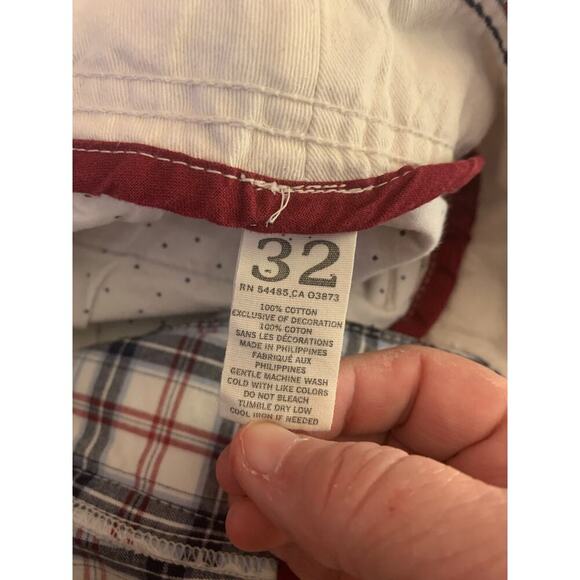 32
RN 54485,CA 03873
100% COTTON
EXCLUSIVE OF DECORATION
100% COTON
SANS LES DÉCORATIONS
MADE IN PHILIPPINES
FABRIQUÉ AUX
PHILIPPINES
GENTLE MACHINE WASH
COLD WITH LIKE COLORS
DO NOT BLEACH
TUMBLE DRY LOW
COOL IRON IF NEEDED